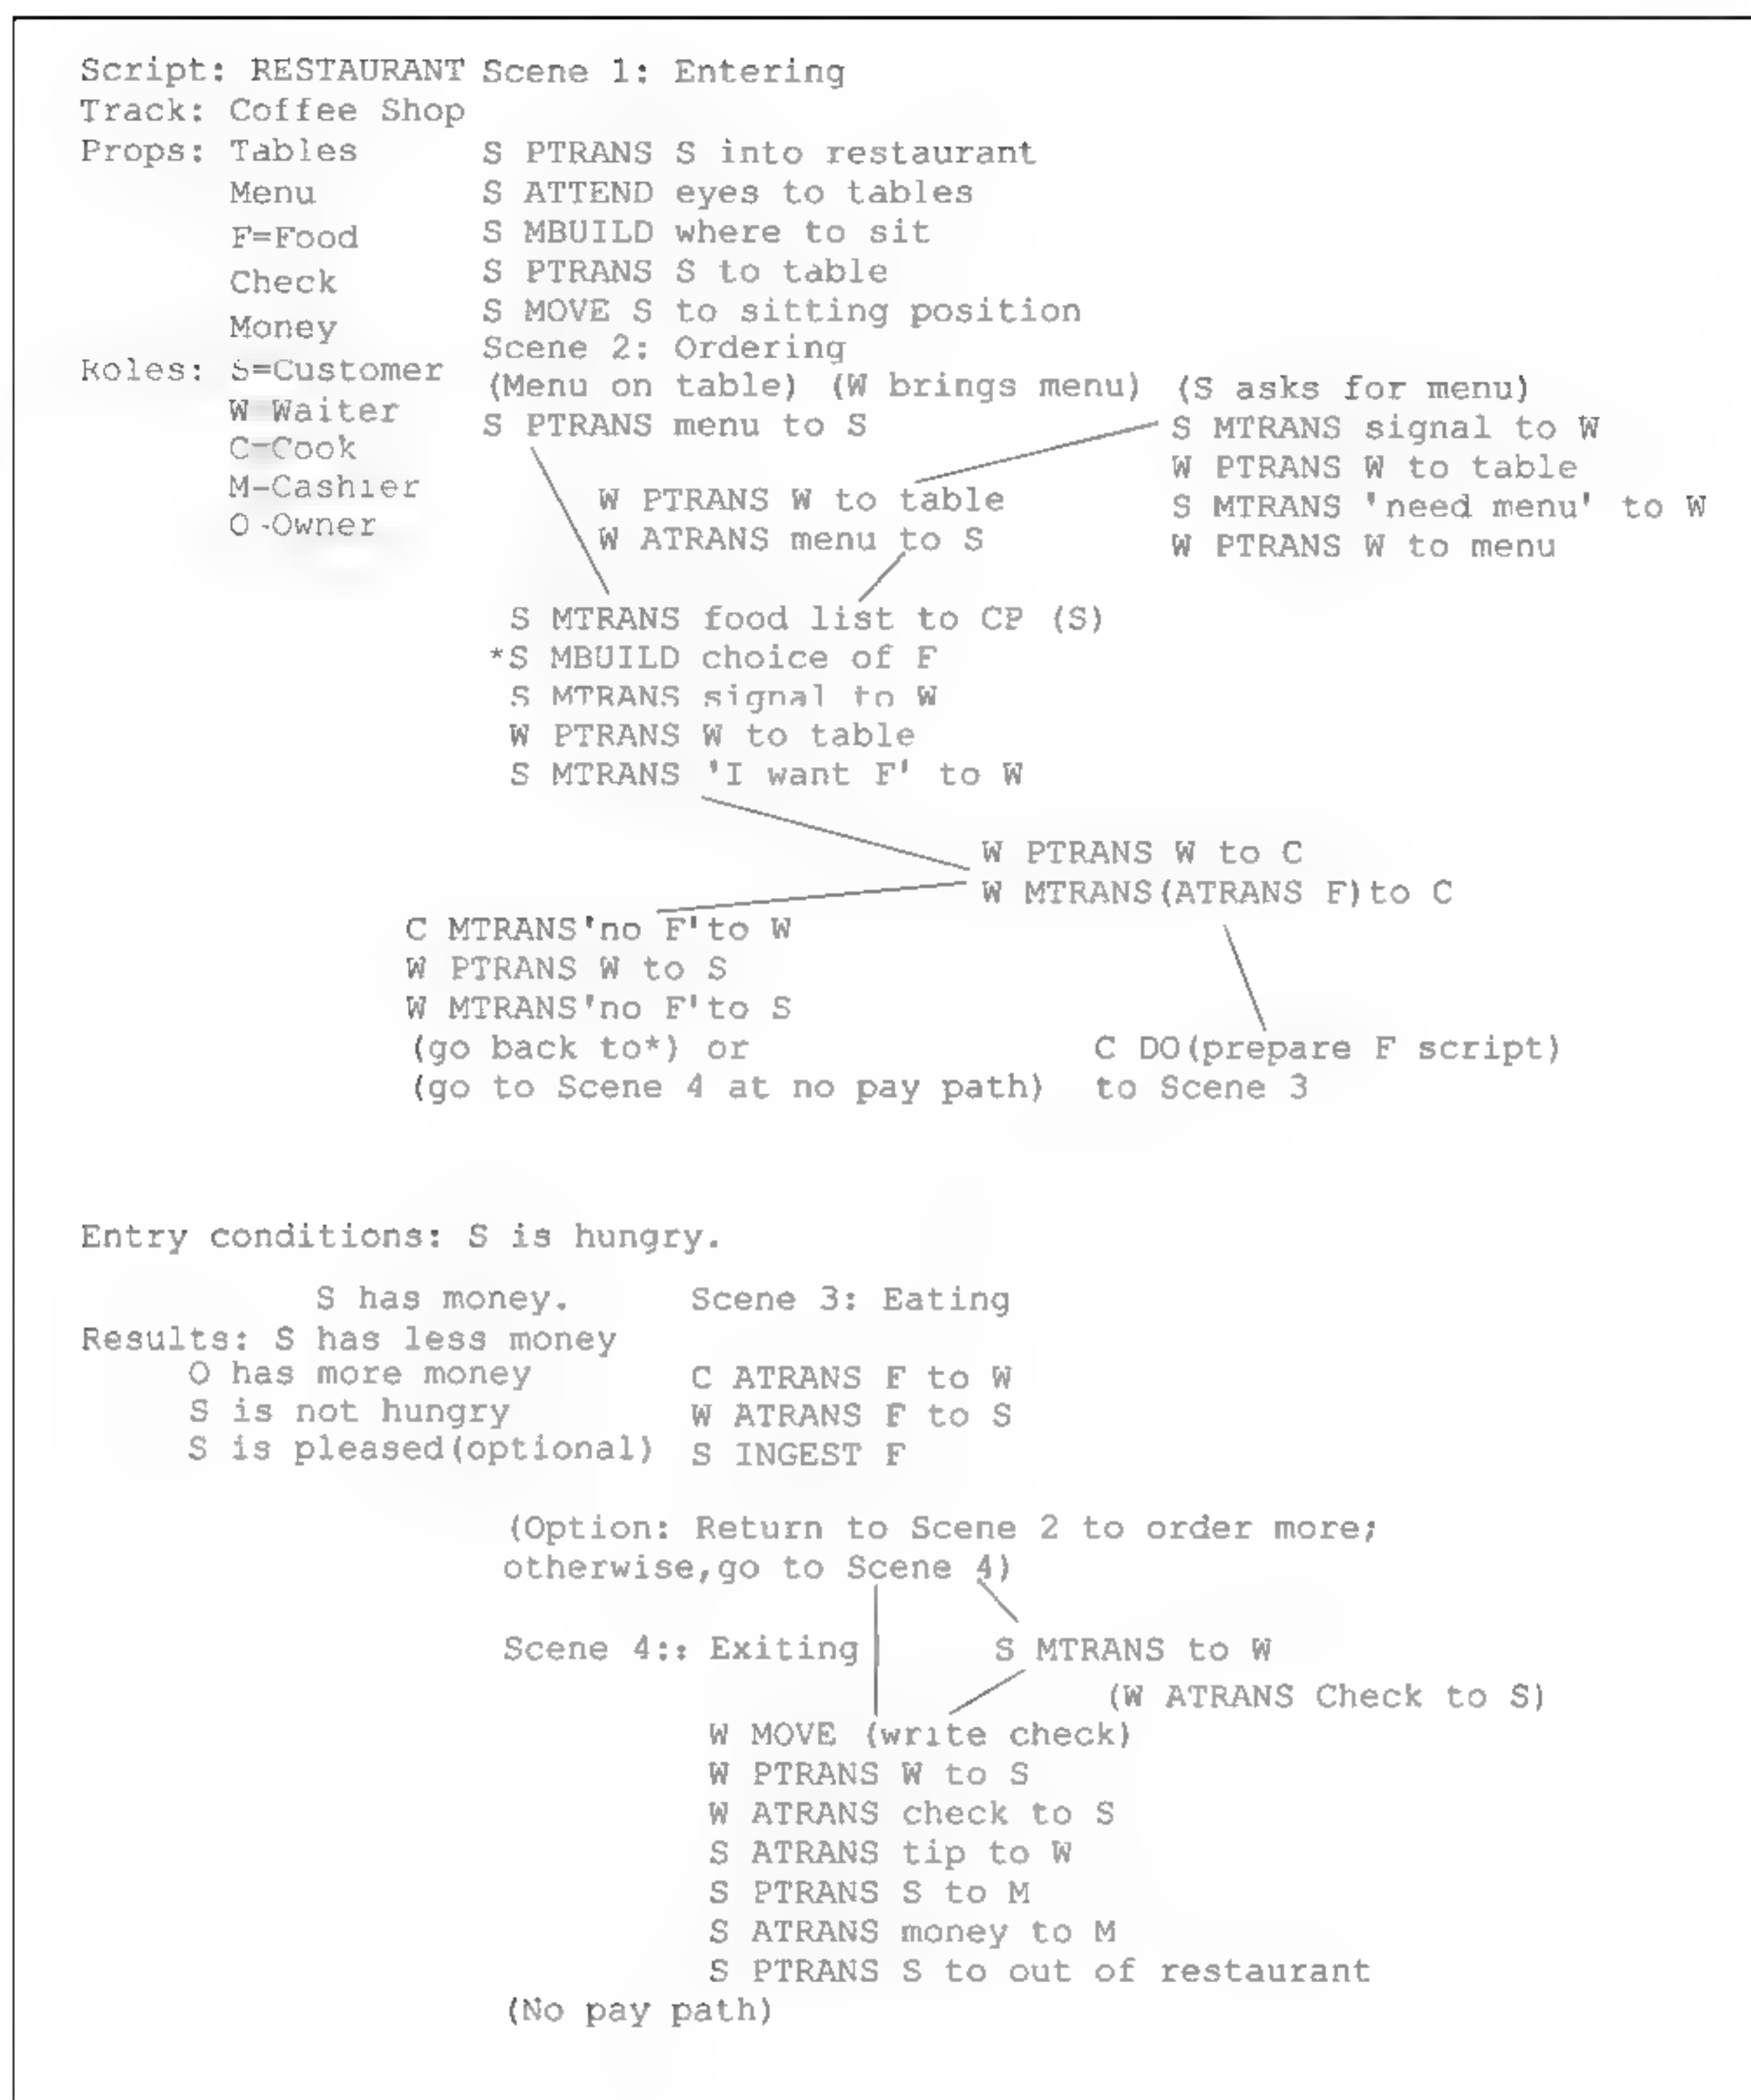 Script: RESTAURANT Scene 1: Entering
Track: Coffee Shop
Props: Tables S PTRANS S into restaurant
Menu S ATTEND eyes to tables
F=Food S MBUILD where to sit
Check S PTRANS S to table
Money S MOVE S to sitting position
Scene 2: Ordering
Roles: S=Customer (Menu on table) (W brings menu) (S asks for menu)
W Waiter S PTRANS menu to S S MTRANS signal to W
C=Cook W PTRANS W to table
M-Cashier W PTRANS W to table S MTRANS 'need menu' to W
O-Owner W ATRANS menu to S W PTRANS W to menu
S MTRANS food list to CP (S)
*S MBUILD choice of F
S MTRANS signal to W
W PTRANS W to table
S MTRANS 'I want F' to W
W PTRANS W to C
W MTRANS(ATRANS F)to C
C MTRANS'no F'to W
W PTRANS W to S
W MTRANS'no F'to S
(go back to*) or C DO(prepare F script)
(go to Scene 4 at no pay path) to Scene 3
Entry conditions: S is hungry.
S has money. Scene 3: Eating
Results: S has less money
O has more money C ATRANS F to W
S is not hungry W ATRANS F to S
S is pleased(optional) S INGEST F
(Option: Return to Scene 2 to order more;
otherwise,go to Scene 4)
Scene 4:: Exiting S MTRANS to W
(W ATRANS Check to S)
W MOVE (write check)
W PTRANS W to S
W ATRANS check to S
S ATRANS tip to W
S PTRANS S to M
S ATRANS money to M
S PTRANS S to out of restaurant
(No pay path)